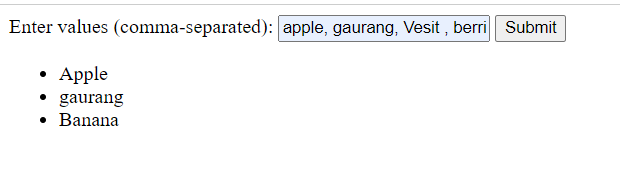 Enter values (comma-separated): apple, gaurang, Vesit , berri Submit
Apple
gaurang
Banana